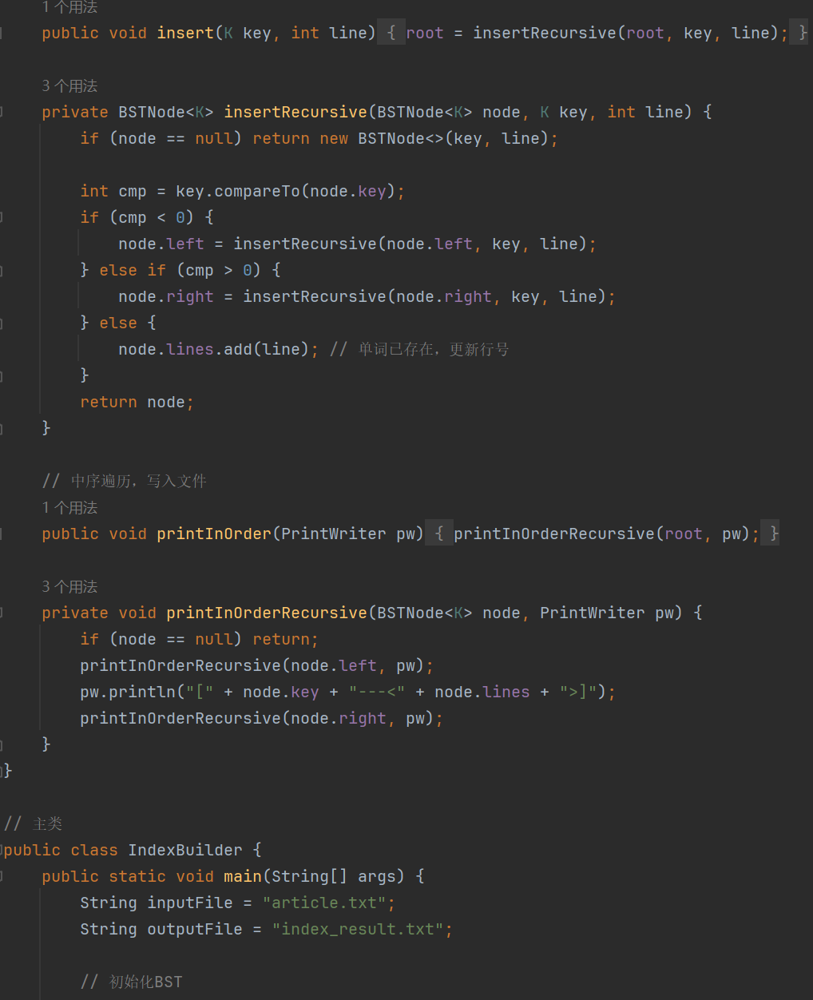 1 个用法
public void insert(K key, int line) { root = insertRecursive(root, key, line); }
3 个用法
private BSTNode<K> insertRecursive(BSTNode<K> node, K key, int line) {
if (node == null) return new BSTNode<>(key, line);
int cmp = key.compareTo(node.key);
if (cmp < 0) {
node.left = insertRecursive(node.left, key, line);
} else if (cmp > 0) {
node.right = insertRecursive(node.right, key, line);
} else {
node.lines.add(line); // 单词已存在，更新行号
}
return node;
}
// 中序遍历，写入文件
1 个用法
public void printInOrder(PrintWriter pw) { printInOrderRecursive(root, pw); }
3 个用法
private void printInOrderRecursive(BSTNode<K> node, PrintWriter pw) {
if (node == null) return;
printInOrderRecursive(node.left, pw);
pw.println("[" + node.key + "---<" + node.lines + ">]");
printInOrderRecursive(node.right, pw);
}
}
// 主类
public class IndexBuilder {
public static void main(String[] args) {
String inputFile = "article.txt";
String outputFile = "index_result.txt";
// 初始化BST